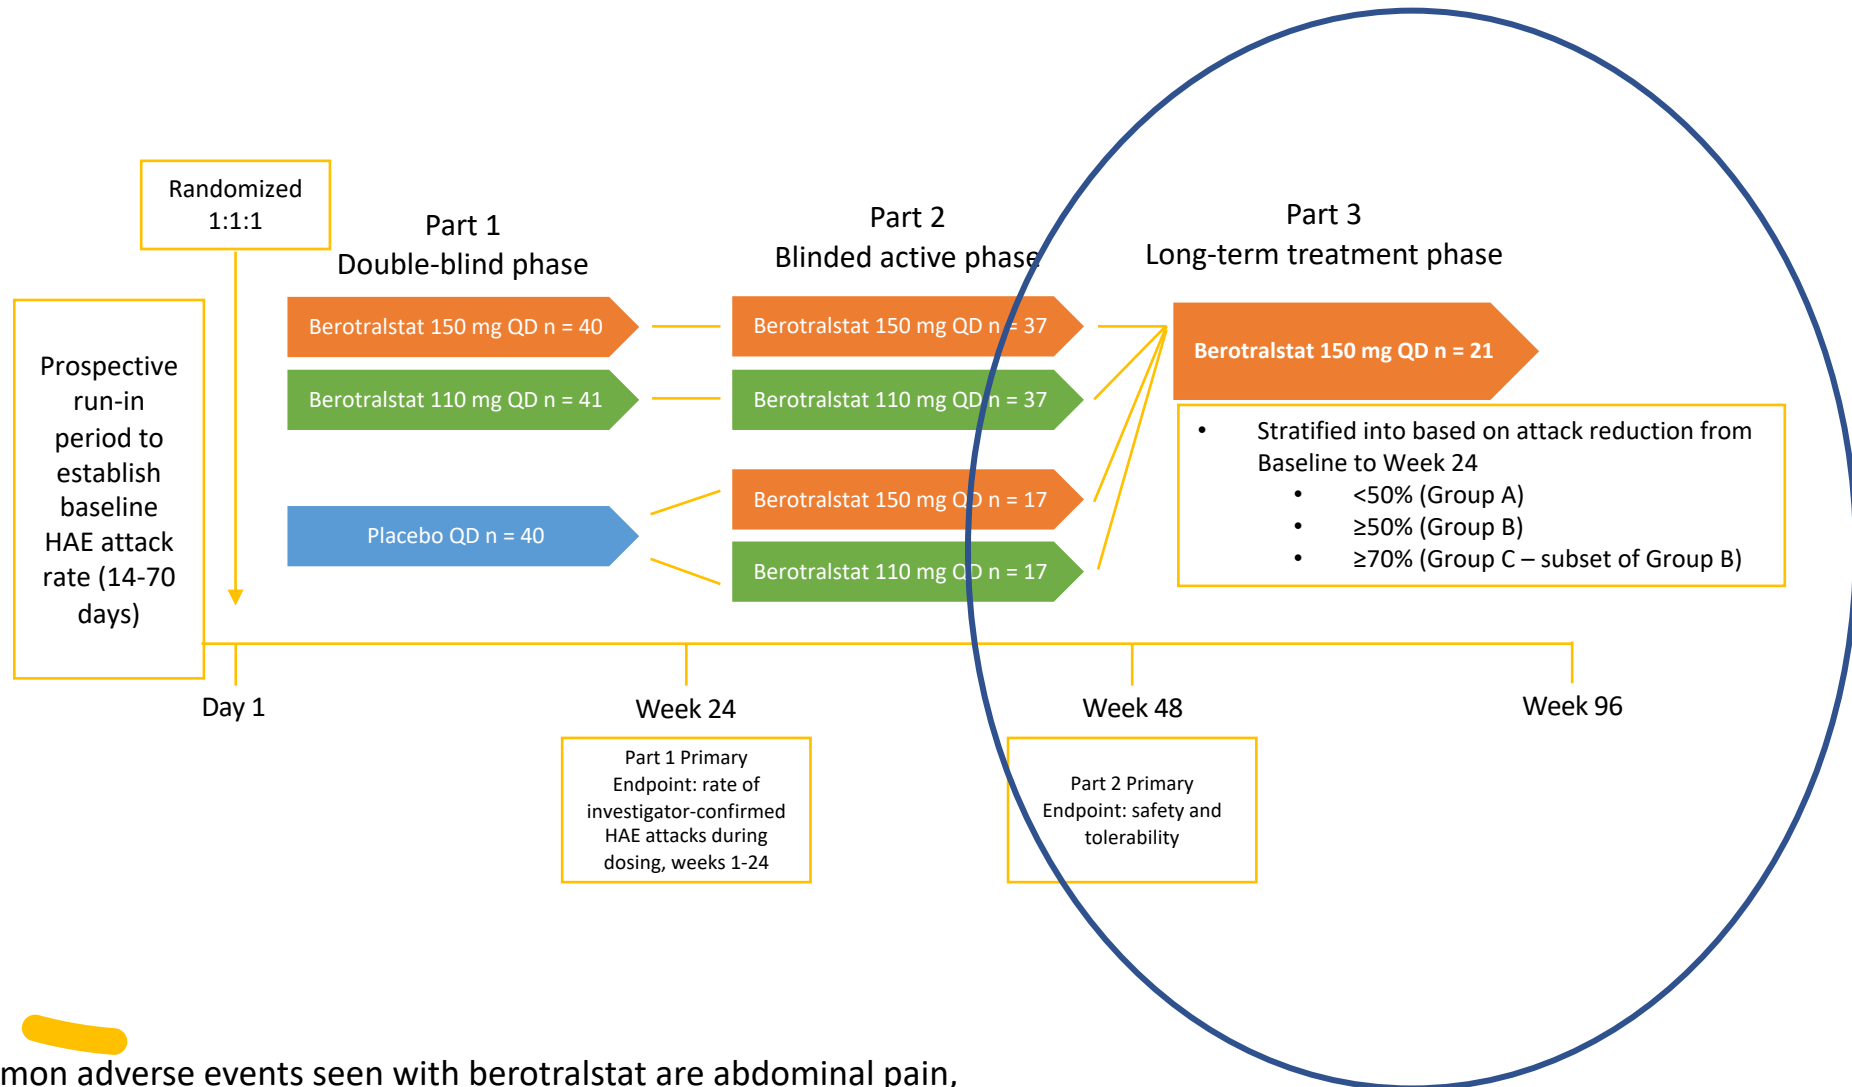 Randomized
1:1:1
Part 1
Double-blind phase
Part 2
Blinded active phase
Part 3
Long-term treatment phase
Prospective
run-in
period to
establish
baseline
HAE attack
rate (14-70
days)
Berotralstat 150 mg QD n = 40
Berotralstat 150 mg QD n = 37
Berotralstat 150 mg QD n = 21
Berotralstat 110 mg QD n = 41
Berotralstat 110 mg QD n = 37
Placebo QD n = 40
Berotralstat 150 mg QD n = 17
Berotralstat 110 mg QD n = 17
• Stratified into based on attack reduction from
Baseline to Week 24
• <50% (Group A)
• ≥50% (Group B)
• ≥70% (Group C – subset of Group B)
Day 1
Week 24
Week 48
Week 96
Part 1 Primary
Endpoint: rate of
investigator-confirmed
HAE attacks during
dosing, weeks 1-24
Part 2 Primary
Endpoint: safety and
tolerability
mon adverse events seen with berotralstat are abdominal pain,